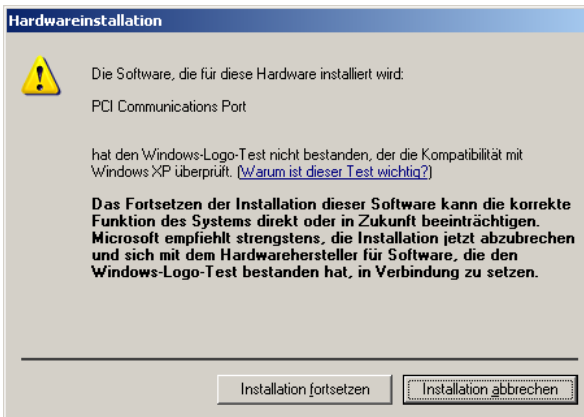 Hardwareinstallation
Die Software, die für diese Hardware installiert wird:
PCI Communications Port
hat den Windows-Logo-Test nicht bestanden, der die Kompatibilität mit
Windows XP überprüft. (Warum ist dieser Test wichtig?)
Das Fortsetzen der Installation dieser Software kann die korrekte
Funktion des Systems direkt oder in Zukunft beeinträchtigen.
Microsoft empfiehlt strengstens, die Installation jetzt abzubrechen
und sich mit dem Hardwarehersteller für Software, die den
Windows-Logo-Test bestanden hat, in Verbindung zu setzen.
Installation fortsetzen
Installation abbrechen